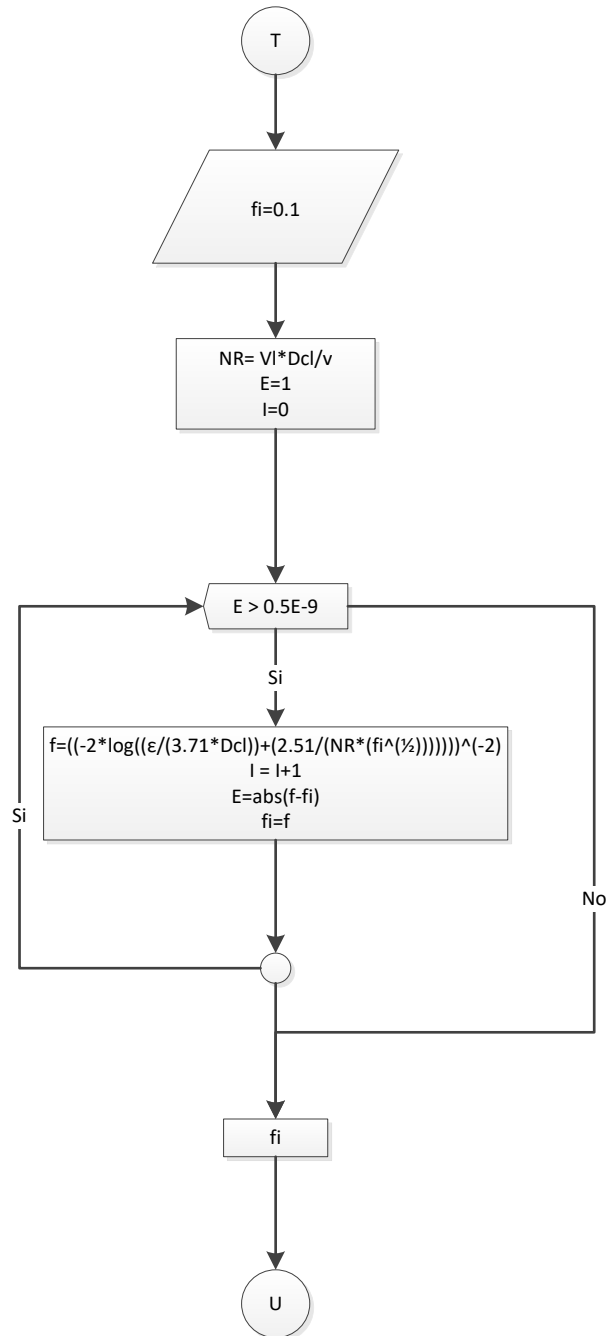 T
fi=0.1
NR= Vl*Dcl/v
E=1
I=0
E > 0.5E-9
Si
f=((-2*log((ε/(3.71*Dcl))+(2.51/(NR*(fi^(½)))))))^(-2)
I = I+1
E=abs(f-fi)
fi=f
Si
No
fi
U